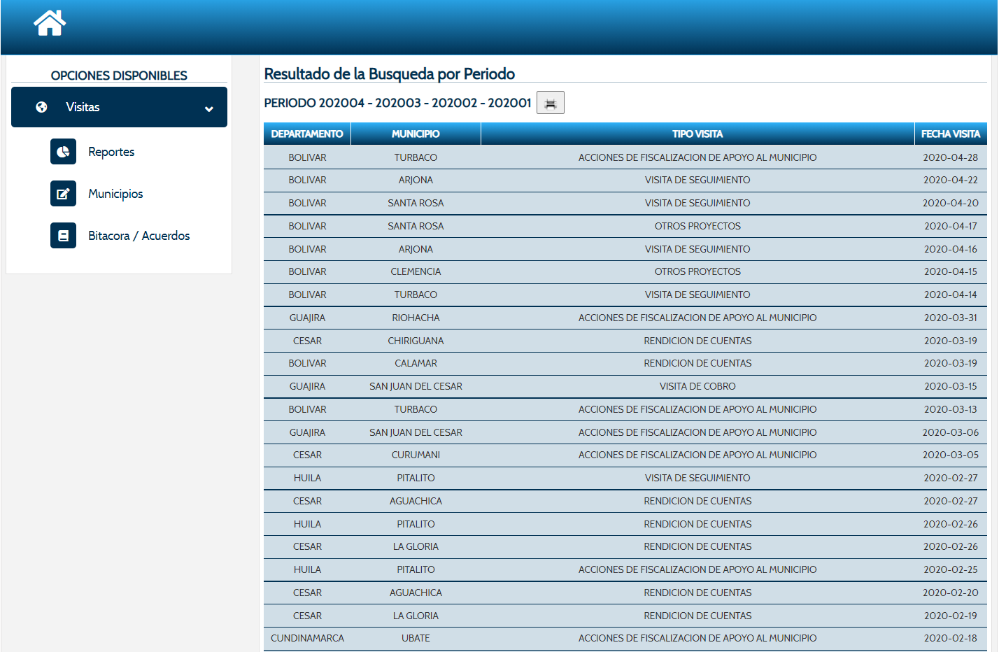 OPCIONES DISPONIBLES
Visitas
Reportes
Municipios
Bitacora / Acuerdos
Resultado de la Busqueda por Periodo
PERIODO 202004 - 202003 - 202002 - 202001
DEPARTAMENTO MUNICIPIO TIPO VISITA FECHA VISITA
BOLIVAR TURBACO ACCIONES DE FISCALIZACION DE APOYO AL MUNICIPIO 2020-04-28
BOLIVAR ARJONA VISITA DE SEGUIMIENTO 2020-04-22
BOLIVAR SANTA ROSA VISITA DE SEGUIMIENTO 2020-04-20
BOLIVAR SANTA ROSA OTROS PROYECTOS 2020-04-17
BOLIVAR ARJONA VISITA DE SEGUIMIENTO 2020-04-16
BOLIVAR CLEMENCIA OTROS PROYECTOS 2020-04-15
BOLIVAR TURBACO VISITA DE SEGUIMIENTO 2020-04-14
GUAJIRA RIOHACHA ACCIONES DE FISCALIZACION DE APOYO AL MUNICIPIO 2020-03-31
CESAR CHIRIGUANA RENDICION DE CUENTAS 2020-03-19
BOLIVAR CALAMAR RENDICION DE CUENTAS 2020-03-19
GUAJIRA SAN JUAN DEL CESAR VISITA DE COBRO 2020-03-15
BOLIVAR TURBACO ACCIONES DE FISCALIZACION DE APOYO AL MUNICIPIO 2020-03-13
GUAJIRA SAN JUAN DEL CESAR ACCIONES DE FISCALIZACION DE APOYO AL MUNICIPIO 2020-03-06
CESAR CURUMANI ACCIONES DE FISCALIZACION DE APOYO AL MUNICIPIO 2020-03-05
HUILA PITALITO VISITA DE SEGUIMIENTO 2020-02-27
CESAR AGUACHICA RENDICION DE CUENTAS 2020-02-27
HUILA PITALITO RENDICION DE CUENTAS 2020-02-26
CESAR LA GLORIA RENDICION DE CUENTAS 2020-02-26
HUILA PITALITO ACCIONES DE FISCALIZACION DE APOYO AL MUNICIPIO 2020-02-25
CESAR AGUACHICA RENDICION DE CUENTAS 2020-02-20
CESAR LA GLORIA RENDICION DE CUENTAS 2020-02-19
CUNDINAMARCA UBATE ACCIONES DE FISCALIZACION DE APOYO AL MUNICIPIO 2020-02-18